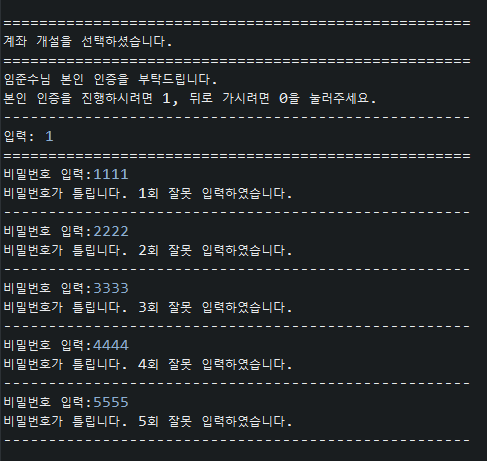 ====================================================
계좌 개설을 선택하셨습니다.
====================================================
임준수님 본인 인증을 부탁드립니다.
본인 인증을 진행하시려면 1, 뒤로 가시려면 0을 눌러주세요.
----------------------------------------------------
입력: 1
====================================================
비밀번호 입력:1111
비밀번호가 틀립니다. 1회 잘못 입력하였습니다.
----------------------------------------------------
비밀번호 입력:2222
비밀번호가 틀립니다. 2회 잘못 입력하였습니다.
----------------------------------------------------
비밀번호 입력:3333
비밀번호가 틀립니다. 3회 잘못 입력하였습니다.
----------------------------------------------------
비밀번호 입력:4444
비밀번호가 틀립니다. 4회 잘못 입력하였습니다.
----------------------------------------------------
비밀번호 입력:5555
비밀번호가 틀립니다. 5회 잘못 입력하였습니다.
----------------------------------------------------